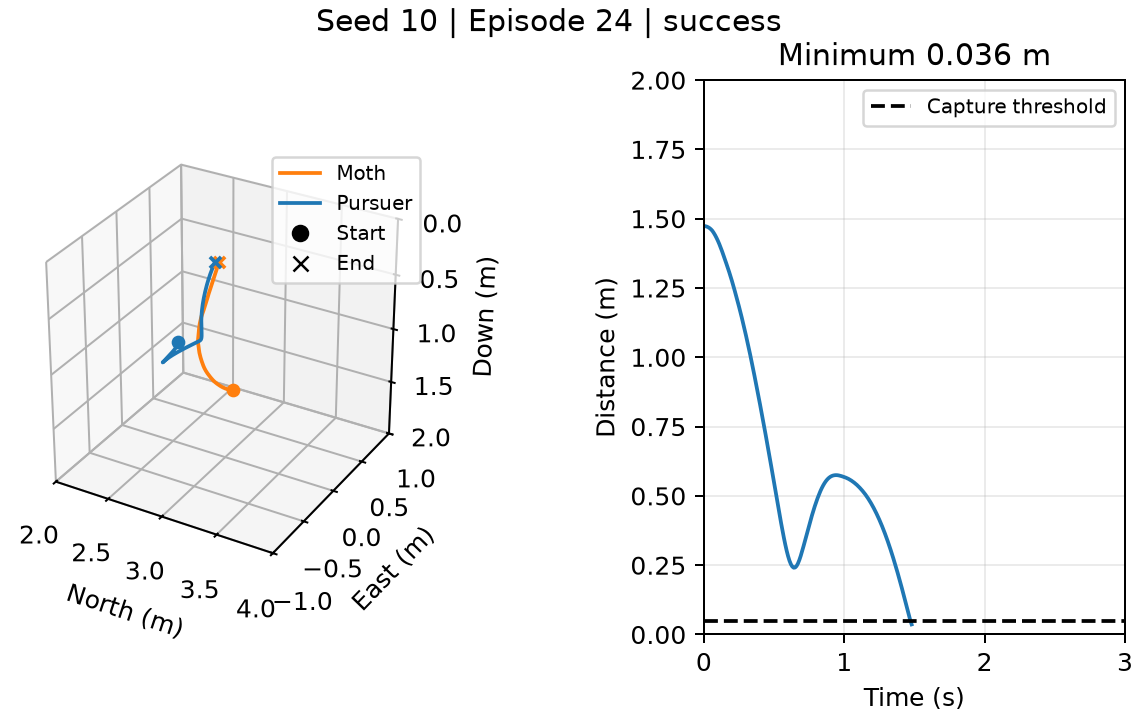 Seed 10 | Episode 24 | success
Moth
Pursuer
Start
End
0.0
0.5
1.0
1.5
2.0
Down (m)
2.0
2.5
3.0
3.5
4.0
North (m)
−1.0
−0.5
0.0
0.5
1.0
East (m)
Minimum 0.036 m
Capture threshold
2.00
1.75
1.50
1.25
1.00
0.75
0.50
0.25
0.00
Distance (m)
0 1 2 3
Time (s)